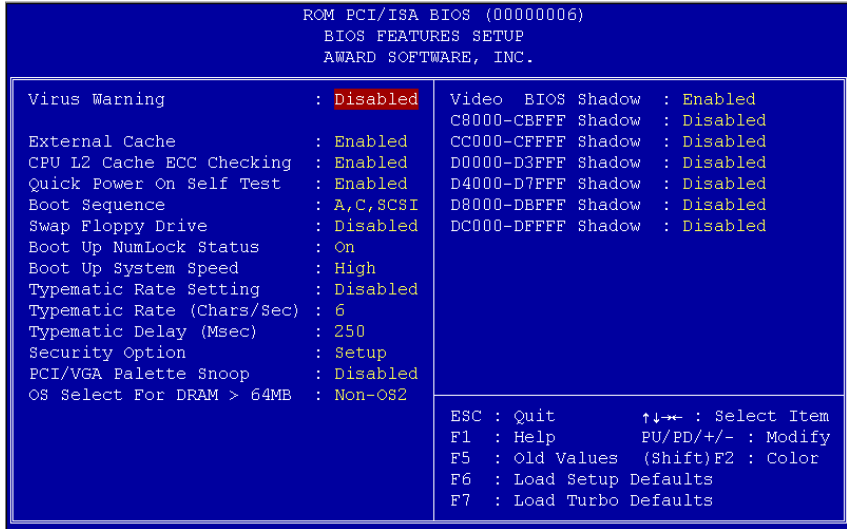 ROM PCI/ISA BIOS (00000006)
BIOS FEATURES SETUP
AWARD SOFTWARE, INC.
Virus Warning : Disabled
External Cache : Enabled
CPU L2 Cache ECC Checking : Enabled
Quick Power On Self Test : Enabled
Boot Sequence : A,C,SCSI
Swap Floppy Drive : Disabled
Boot Up NumLock Status : On
Boot Up System Speed : High
Typematic Rate Setting : Disabled
Typematic Rate (Chars/Sec) : 6
Typematic Delay (Msec) : 250
Security Option : Setup
PCI/VGA Palette Snoop : Disabled
OS Select For DRAM > 64MB : Non-OS2
Video BIOS Shadow : Enabled
C8000-CBFFF Shadow : Disabled
CC000-CFFFF Shadow : Disabled
D0000-D3FFF Shadow : Disabled
D4000-D7FFF Shadow : Disabled
D8000-DBFFF Shadow : Disabled
DC000-DFFFF Shadow : Disabled
ESC : Quit ↑↓→← : Select Item
F1 : Help PU/PD/+/- : Modify
F5 : Old Values (Shift)F2 : Color
F6 : Load Setup Defaults
F7 : Load Turbo Defaults